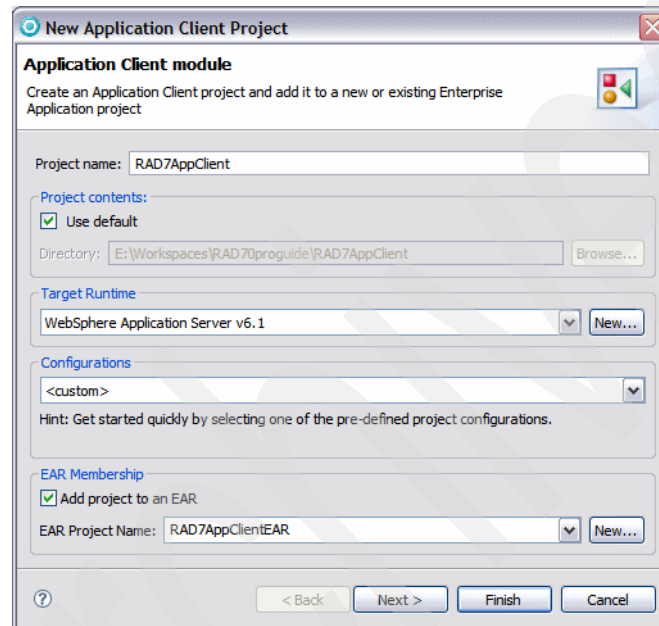 New Application Client Project
Application Client module
Create an Application Client project and add it to a new or existing Enterprise
Application project
Project name: RAD7AppClient
Project contents:
Use default
Directory: E:\Workspaces\RAD70proguide\RAD7AppClient Browse...
Target Runtime
WebSphere Application Server v6.1 New...
Configurations
<custom>
Hint: Get started quickly by selecting one of the pre-defined project configurations.
EAR Membership
Add project to an EAR
EAR Project Name: RAD7AppClientEAR New...
? < Back Next > Finish Cancel